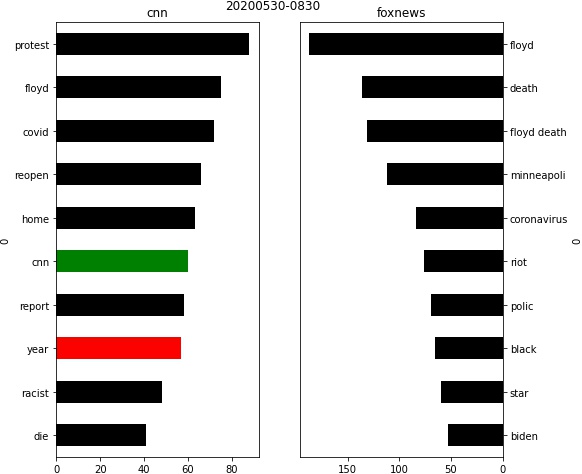 20200530-0830
cnn
foxnews
protest
floyd
covid
reopen
home
cnn
report
year
racist
die
0
0 20 40 60 80
floyd
death
floyd death
minneapoli
coronavirus
riot
polic
black
star
biden
0
150 100 50 0